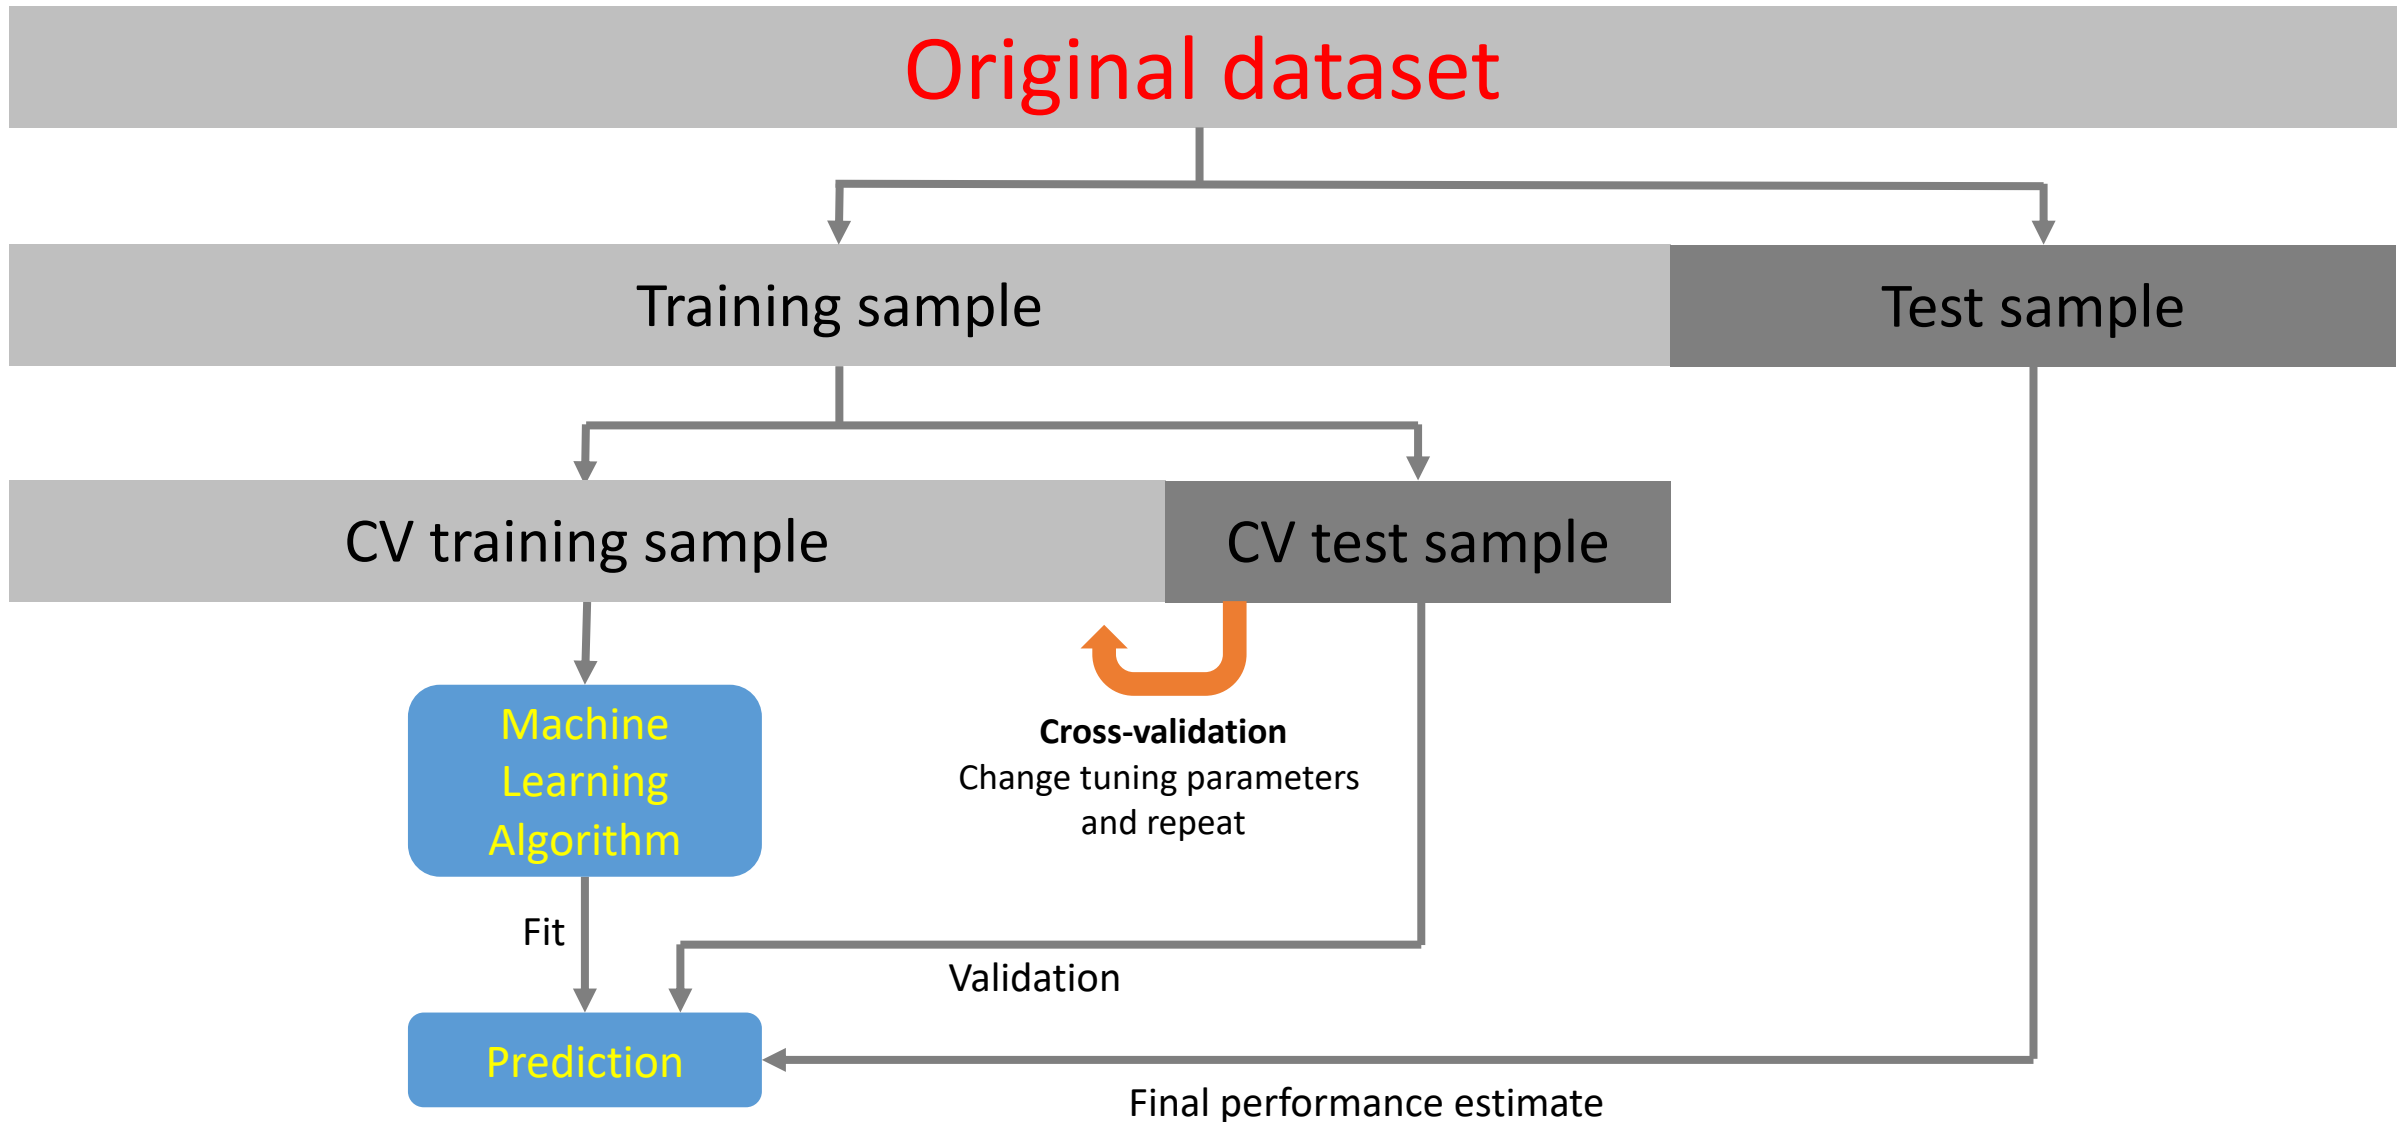 Original dataset
Training sample
Test sample
CV training sample
CV test sample
Machine
Learning
Algorithm
Cross-validation
Change tuning parameters
and repeat
Fit
Validation
Prediction
Final performance estimate